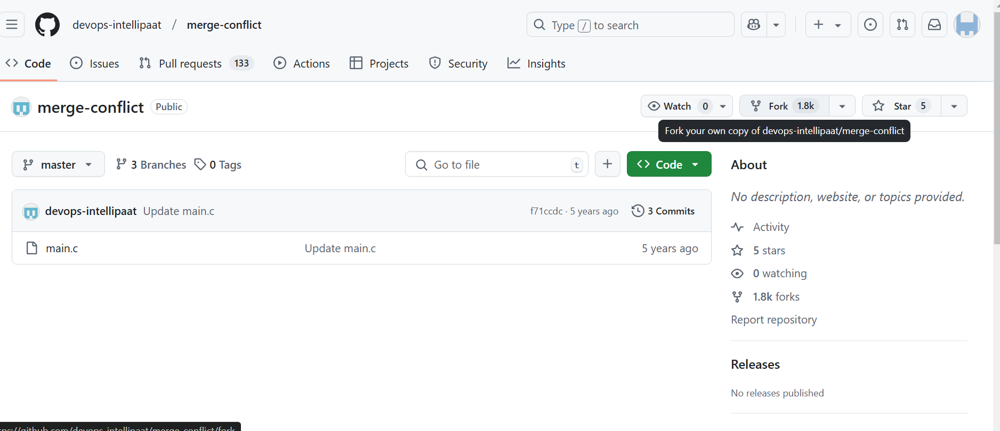 devops-intellipaat / merge-conflict
Type / to search
Code Issues Pull requests 133 Actions Projects Security Insights
merge-conflict Public
Watch 0 Fork 1.8k Star 5
Fork your own copy of devops-intellipaat/merge-conflict
master 3 Branches 0 Tags Go to file t Code
devops-intellipaat Update main.c f71ccdc · 5 years ago 3 Commits
main.c Update main.c 5 years ago
About
No description, website, or topics provided.
Activity
5 stars
0 watching
1.8k forks
Report repository
Releases
No releases published
ps://github.com/devops-intellipaat/merge-conflict/fork